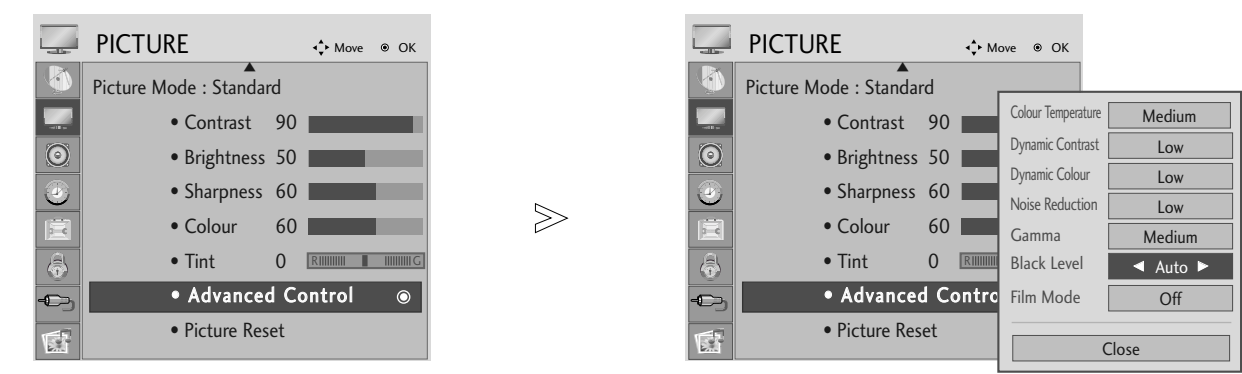 PICTURE Move OK
Picture Mode : Standard
• Contrast 90
• Brightness 50
• Sharpness 60
• Colour 60
• Tint 0 R G
• Advanced Control
• Picture Reset
PICTURE Move OK
Picture Mode : Standard
• Contrast 90
• Brightness 50
• Sharpness 60
• Colour 60
• Tint 0 R
• Advanced Contro
• Picture Reset
Colour Temperature Medium
Dynamic Contrast Low
Dynamic Colour Low
Noise Reduction Low
Gamma Medium
Black Level ◄ Auto ►
Film Mode Off
Close